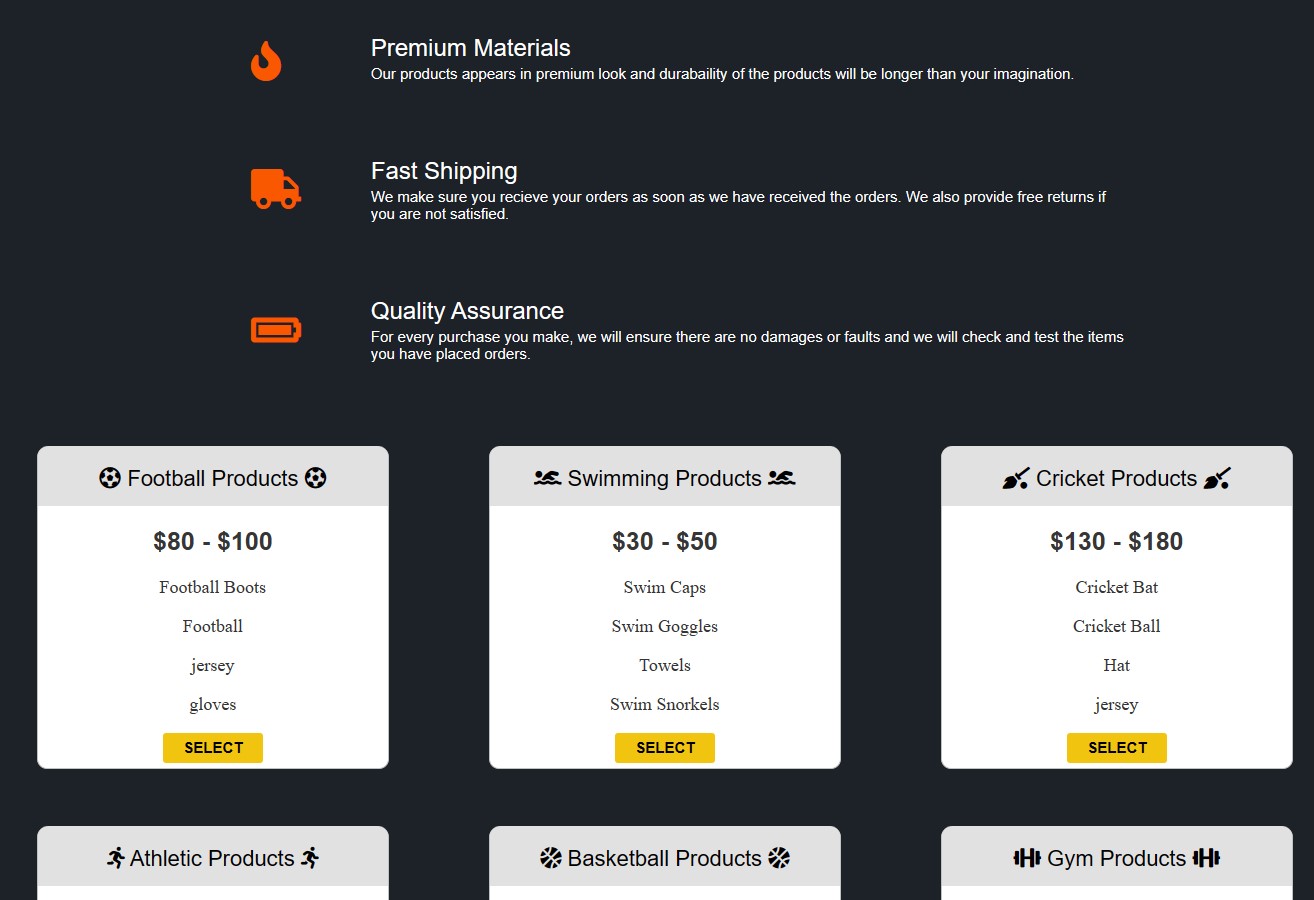 Premium Materials
Our products appears in premium look and durabaility of the products will be longer than your imagination.
Fast Shipping
We make sure you recieve your orders as soon as we have received the orders. We also provide free returns if
you are not satisfied.
Quality Assurance
For every purchase you make, we will ensure there are no damages or faults and we will check and test the items
you have placed orders.
Football Products
$80 - $100
Football Boots
Football
jersey
gloves
SELECT
Swimming Products
$30 - $50
Swim Caps
Swim Goggles
Towels
Swim Snorkels
SELECT
Cricket Products
$130 - $180
Cricket Bat
Cricket Ball
Hat
jersey
SELECT
Athletic Products
Basketball Products
Gym Products